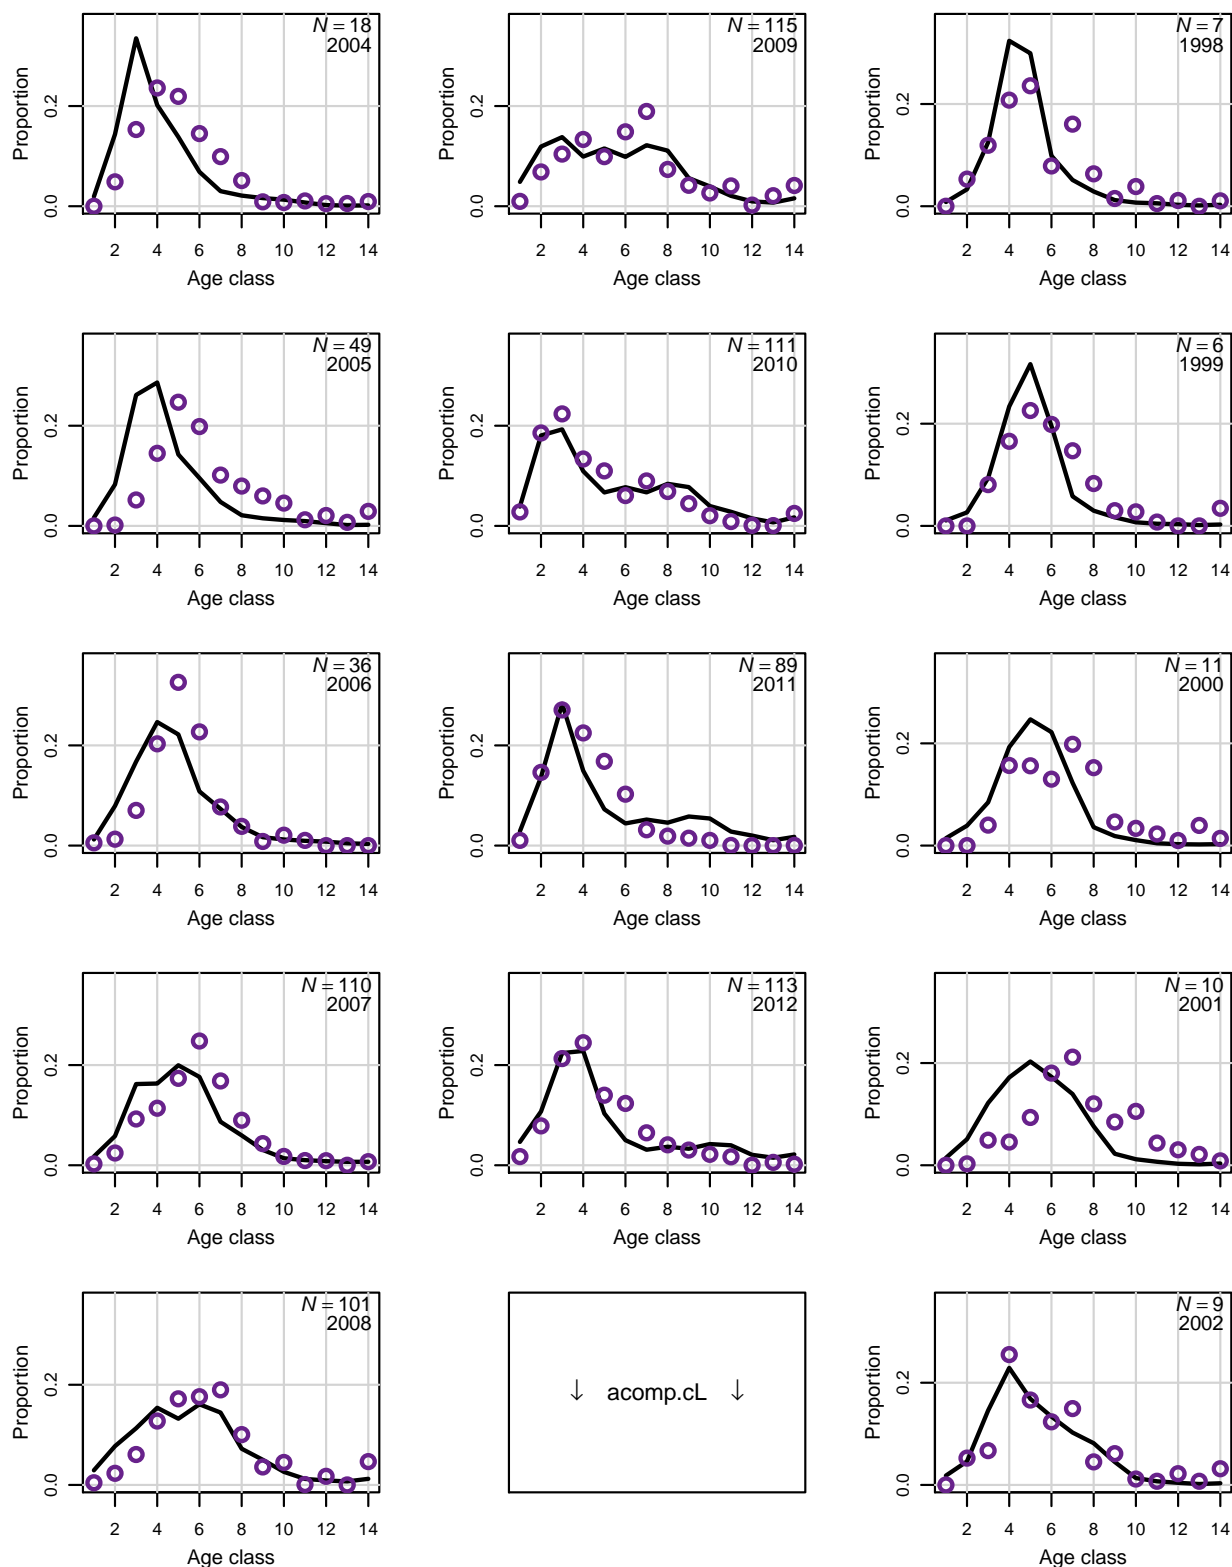 N = 18
2004
Proportion
0.0 0.2
2 4 6 8 10 12 14
Age class
N = 115
2009
Proportion
0.0 0.2
2 4 6 8 10 12 14
Age class
N = 7
1998
Proportion
0.0 0.2
2 4 6 8 10 12 14
Age class
N = 49
2005
Proportion
0.0 0.2
2 4 6 8 10 12 14
Age class
N = 111
2010
Proportion
0.0 0.2
2 4 6 8 10 12 14
Age class
N = 6
1999
Proportion
0.0 0.2
2 4 6 8 10 12 14
Age class
N = 36
2006
Proportion
0.0 0.2
2 4 6 8 10 12 14
Age class
N = 89
2011
Proportion
0.0 0.2
2 4 6 8 10 12 14
Age class
N = 11
2000
Proportion
0.0 0.2
2 4 6 8 10 12 14
Age class
N = 110
2007
Proportion
0.0 0.2
2 4 6 8 10 12 14
Age class
N = 113
2012
Proportion
0.0 0.2
2 4 6 8 10 12 14
Age class
N = 10
2001
Proportion
0.0 0.2
2 4 6 8 10 12 14
Age class
N = 101
2008
Proportion
0.0 0.2
2 4 6 8 10 12 14
Age class
↓ acomp.cL ↓
N = 9
2002
Proportion
0.0 0.2
2 4 6 8 10 12 14
Age class